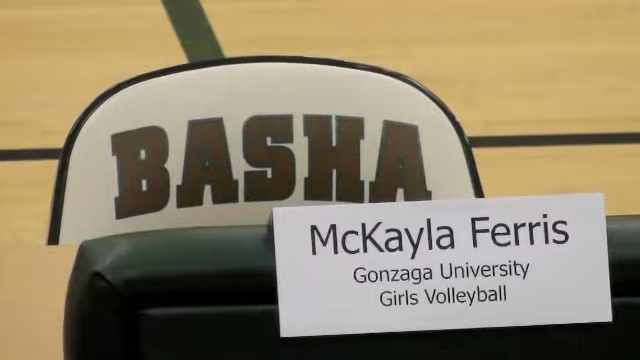 BASHA
McKayla Ferris
Gonzaga University
Girls Volleyball